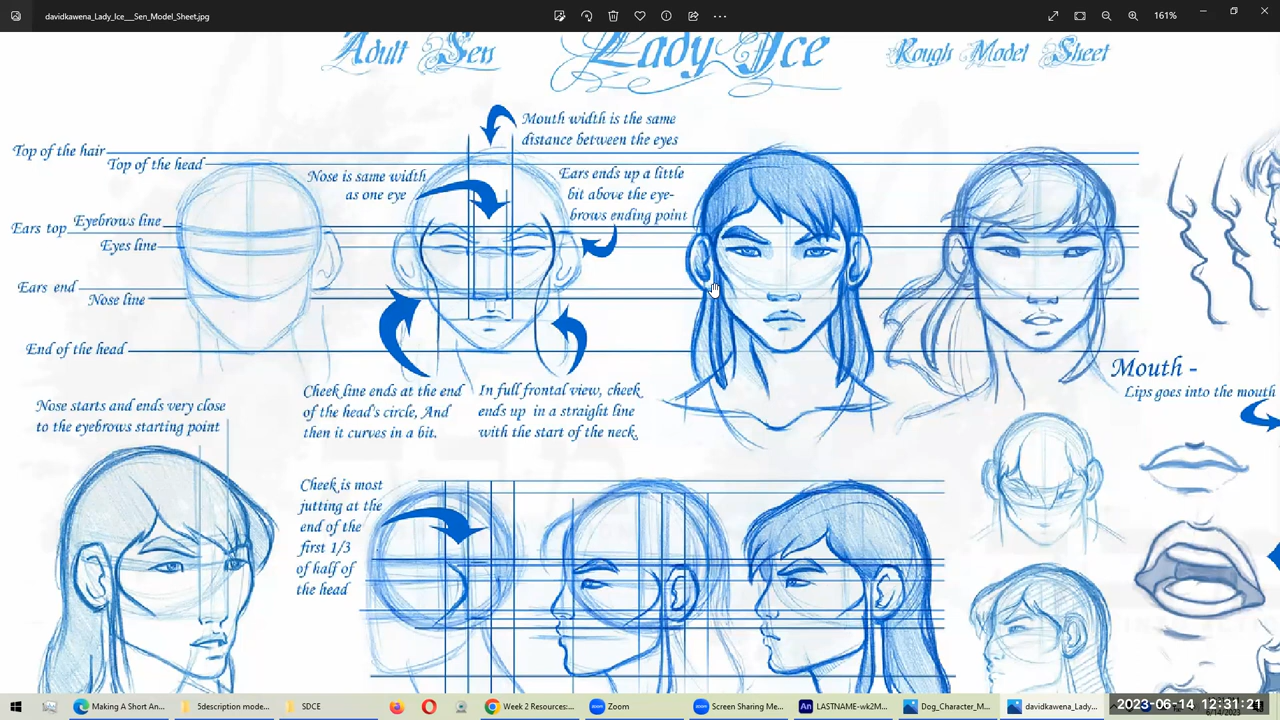 davidkawena_Lady_Ice___Sen_Model_Sheet.jpg
161%
Adult Sen
Lady Ice
Rough Model Sheet
Mouth width is the same
distance between the eyes
Top of the hair
Top of the head
Nose is same width
as one eye
Ears ends up a little
bit above the eye-
brows ending point
Eyebrows line
Ears top
Eyes line
Ears end
Nose line
End of the head
Mouth -
Lips goes into the mouth
Cheek line ends at the end
of the head's circle, And
then it curves in a bit.
In full frontal view, cheek
ends up in a straight line
with the start of the neck.
Nose starts and ends very close
to the eyebrows starting point
Cheek is most
jutting at the
end of the
first 1/3
of half of
the head
Making A Short An...
5description mode...
SDCE
Week 2 Resources:...
Zoom
Screen Sharing Me...
An
LASTNAME-wk2M...
Dog_Character_M...
davidkawena_Lady...
2023-06-14 12:31:21